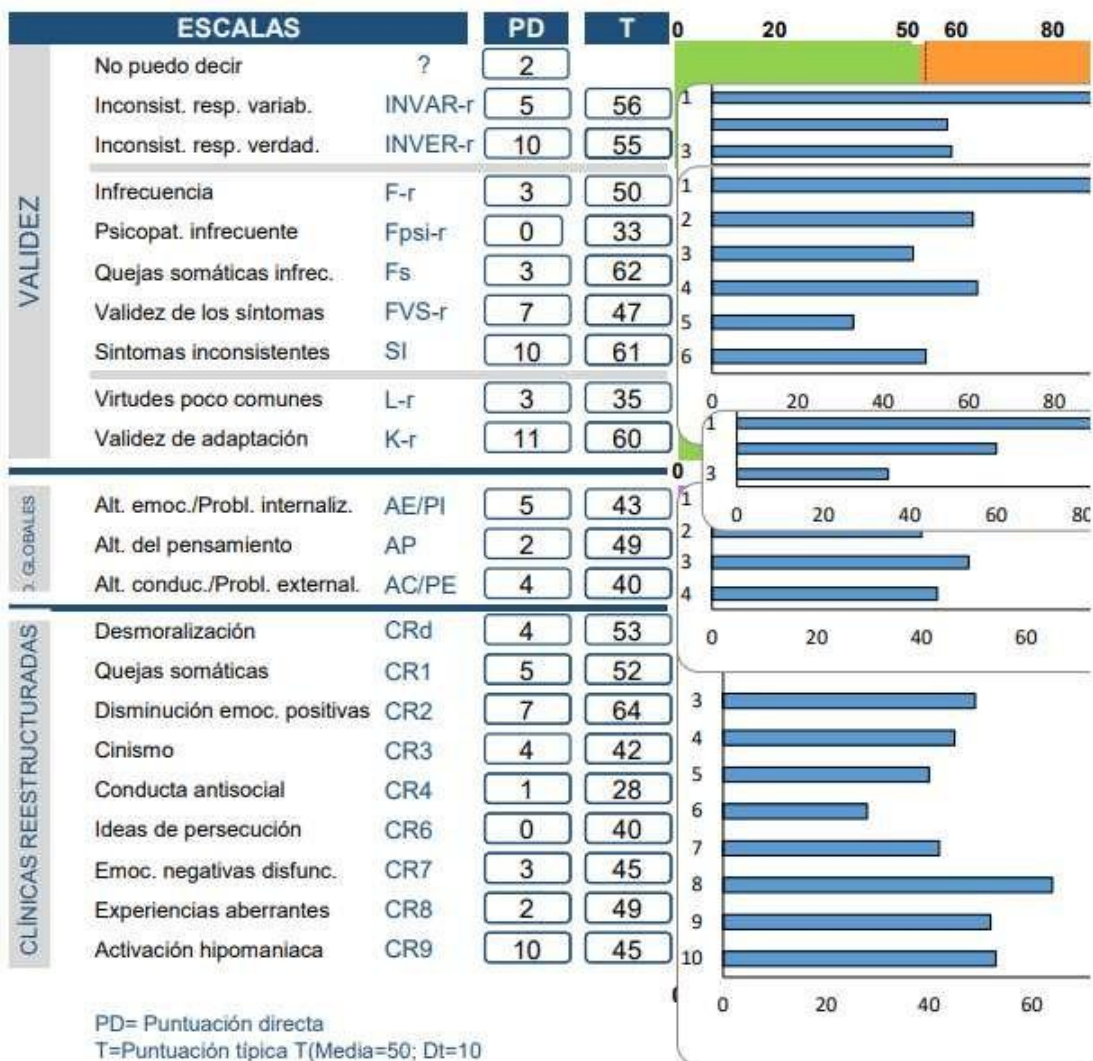 ESCALAS PD T 0 20 50 60 80
VALIDEZ
No puedo decir ? 2
Inconsist. resp. variab. INVAR-r 5 56
Inconsist. resp. verdad. INVER-r 10 55
Infrecuencia F-r 3 50
Psicopat. infrecuente Fpsi-r 0 33
Quejas somáticas infrec. Fs 3 62
Validez de los síntomas FVS-r 7 47
Sintomas inconsistentes SI 10 61
Virtudes poco comunes L-r 3 35
Validez de adaptación K-r 11 60
1
3
1
2
3
4
5
6
0 20 40 60 80
1
3
0 20 40 60 80
0
D. GLOBALES
Alt. emoc./Probl. internaliz. AE/PI 5 43
Alt. del pensamiento AP 2 49
Alt. conduc./Probl. external. AC/PE 4 40
1
2
3
4
0 20 40 60
CLÍNICAS REESTRUCTURADAS
Desmoralización CRd 4 53
Quejas somáticas CR1 5 52
Disminución emoc. positivas CR2 7 64
Cinismo CR3 4 42
Conducta antisocial CR4 1 28
Ideas de persecución CR6 0 40
Emoc. negativas disfunc. CR7 3 45
Experiencias aberrantes CR8 2 49
Activación hipomaniaca CR9 10 45
3
4
5
6
7
8
9
10
0 20 40 60
PD= Puntuación directa
T=Puntuación típica T(Media=50; Dt=10